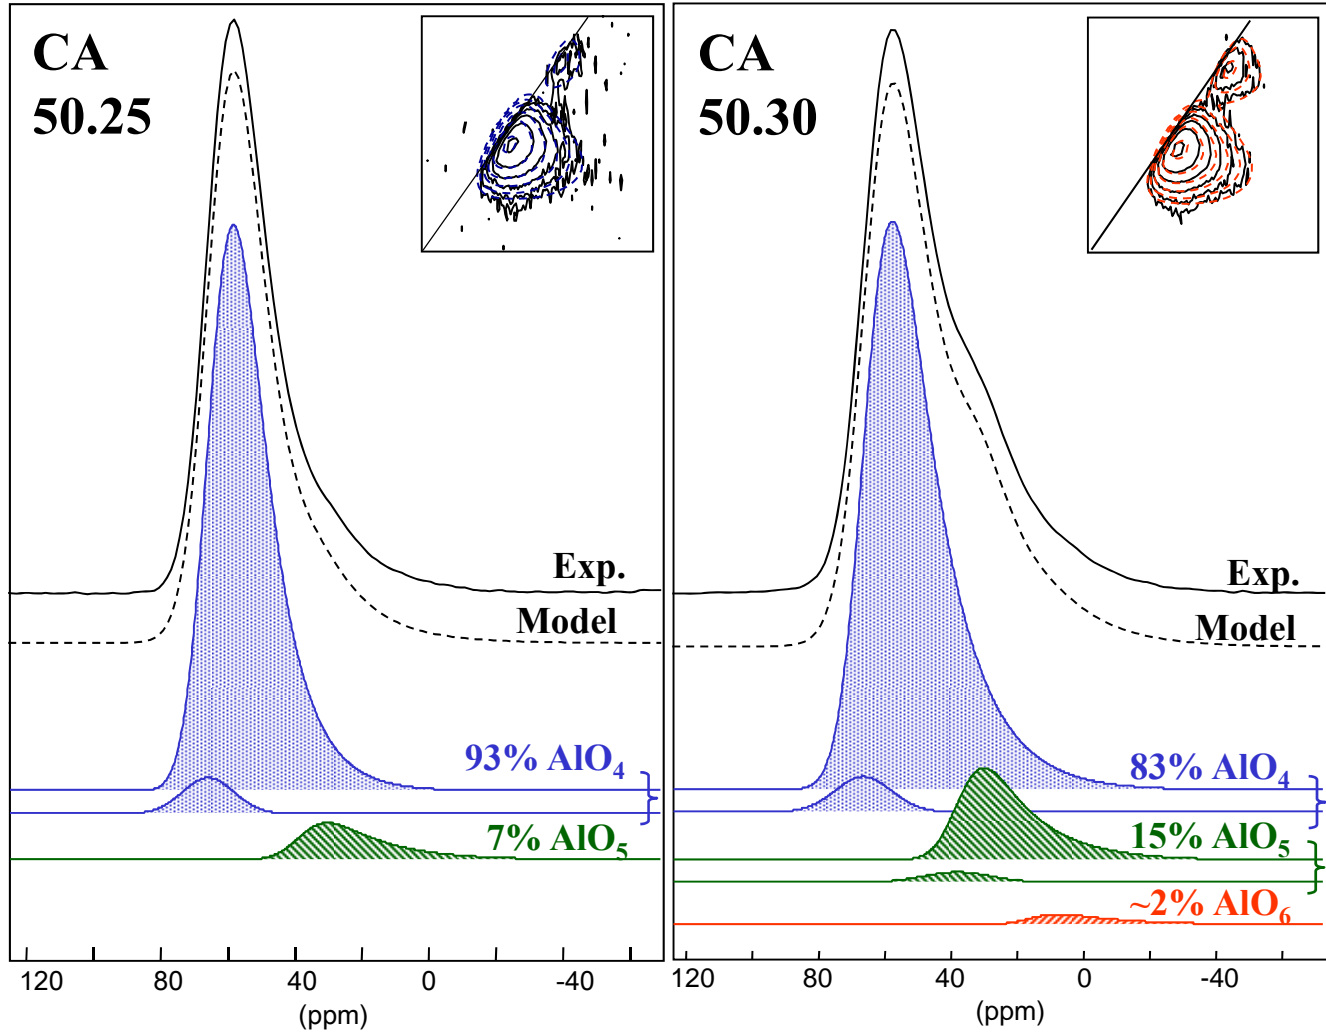 CA
50.25
Exp.
Model
93% AlO₄
7% AlO₅
120 80 40 0 -40
(ppm)
CA
50.30
Exp.
Model
83% AlO₄
15% AlO₅
~2% AlO₆
120 80 40 0 -40
(ppm)